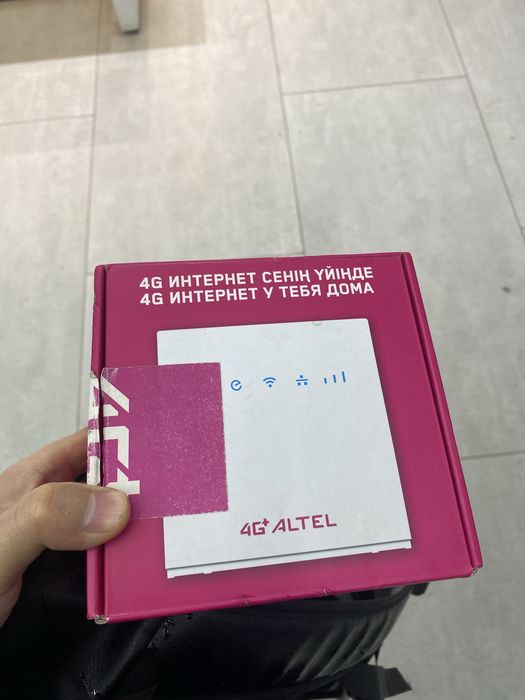 4G ИНТЕРНЕТ СЕНІҢ ҮЙІҢДЕ
4G ИНТЕРНЕТ У ТЕБЯ ДОМА
4G+ ALTEL